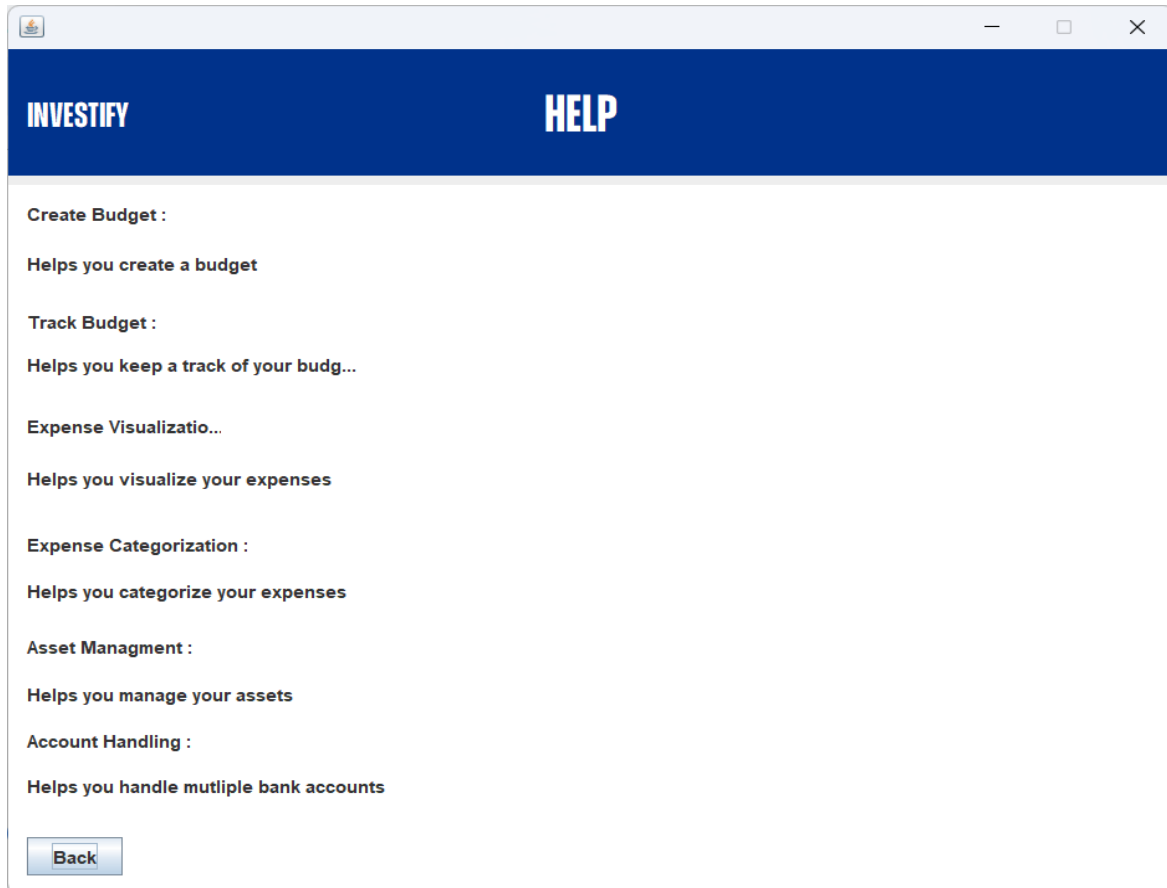 INVESTIFY
HELP
Create Budget :
Helps you create a budget
Track Budget :
Helps you keep a track of your budg...
Expense Visualizatio...
Helps you visualize your expenses
Expense Categorization :
Helps you categorize your expenses
Asset Managment :
Helps you manage your assets
Account Handling :
Helps you handle mutliple bank accounts
Back